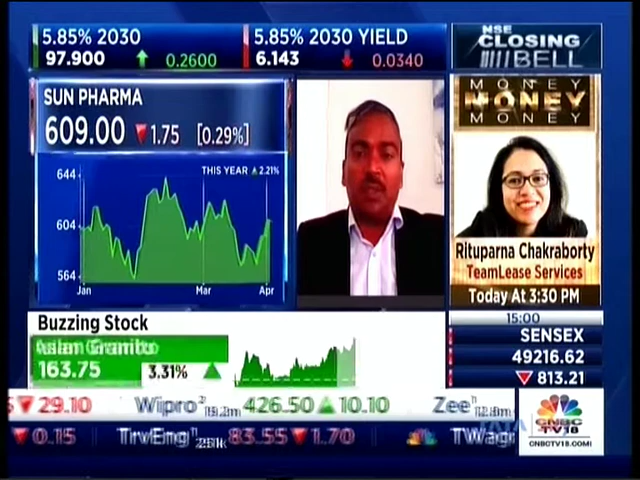 5.85% 2030
97.900 0.2600
5.85% 2030 YIELD
6.143 0.0340
NSE
CLOSING
BELL
SUN PHARMA
609.00 1.75 [0.29%]
THIS YEAR 2.21%
644
604
564
Jan Mar Apr
MONEY
MONEY
MONEY
Rituparna Chakraborty
TeamLease Services
Today At 3:30 PM
Buzzing Stock
163.75 3.31%
15:00
SENSEX
49216.62
813.21
29.10 Wipro 426.50 10.10 Zee
0.15 TrvEng 83.55 1.70 TWagr
CNBC
TV18
CNBCTV18.COM